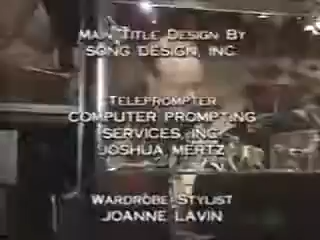 Main Title Design By
SONG DESIGN, INC
Teleprompter
COMPUTER PROMPTING
SERVICES, INC.
JOSHUA MERTZ
Wardrobe Stylist
JOANNE LAVIN